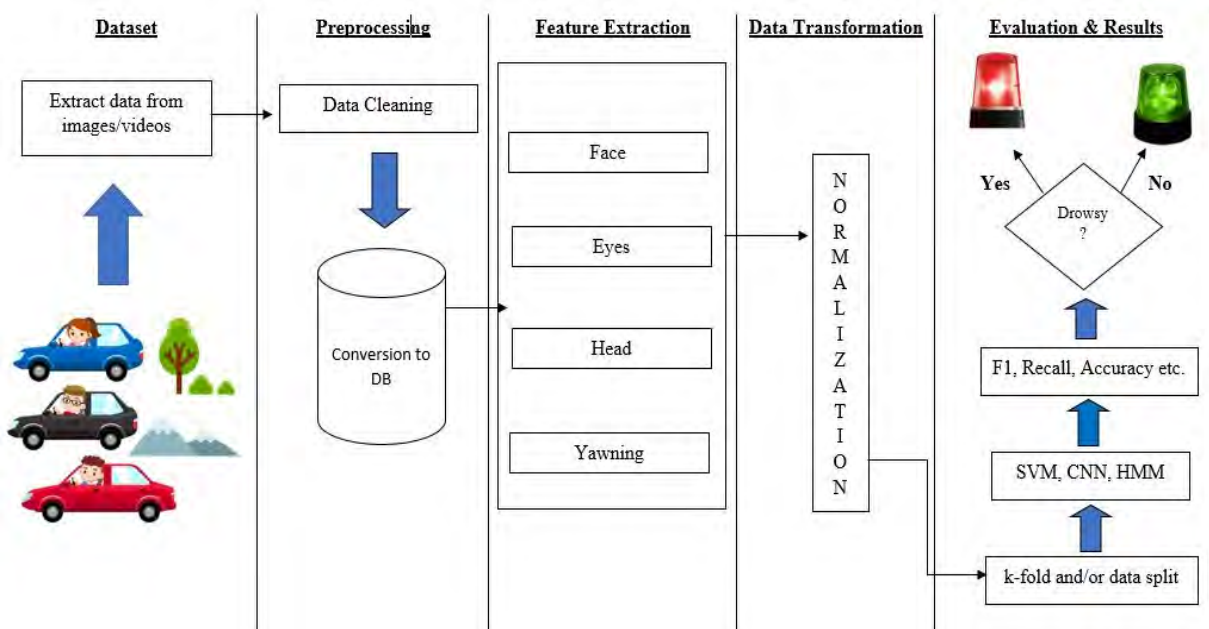 Dataset
Preprocessing
Feature Extraction
Data Transformation
Evaluation & Results
Extract data from
images/videos
Data Cleaning
Conversion to
DB
Face
Eyes
Head
Yawning
N
O
R
M
A
L
I
Z
A
T
I
O
N
Yes
No
Drowsy
?
F1, Recall, Accuracy etc.
SVM, CNN, HMM
k-fold and/or data split